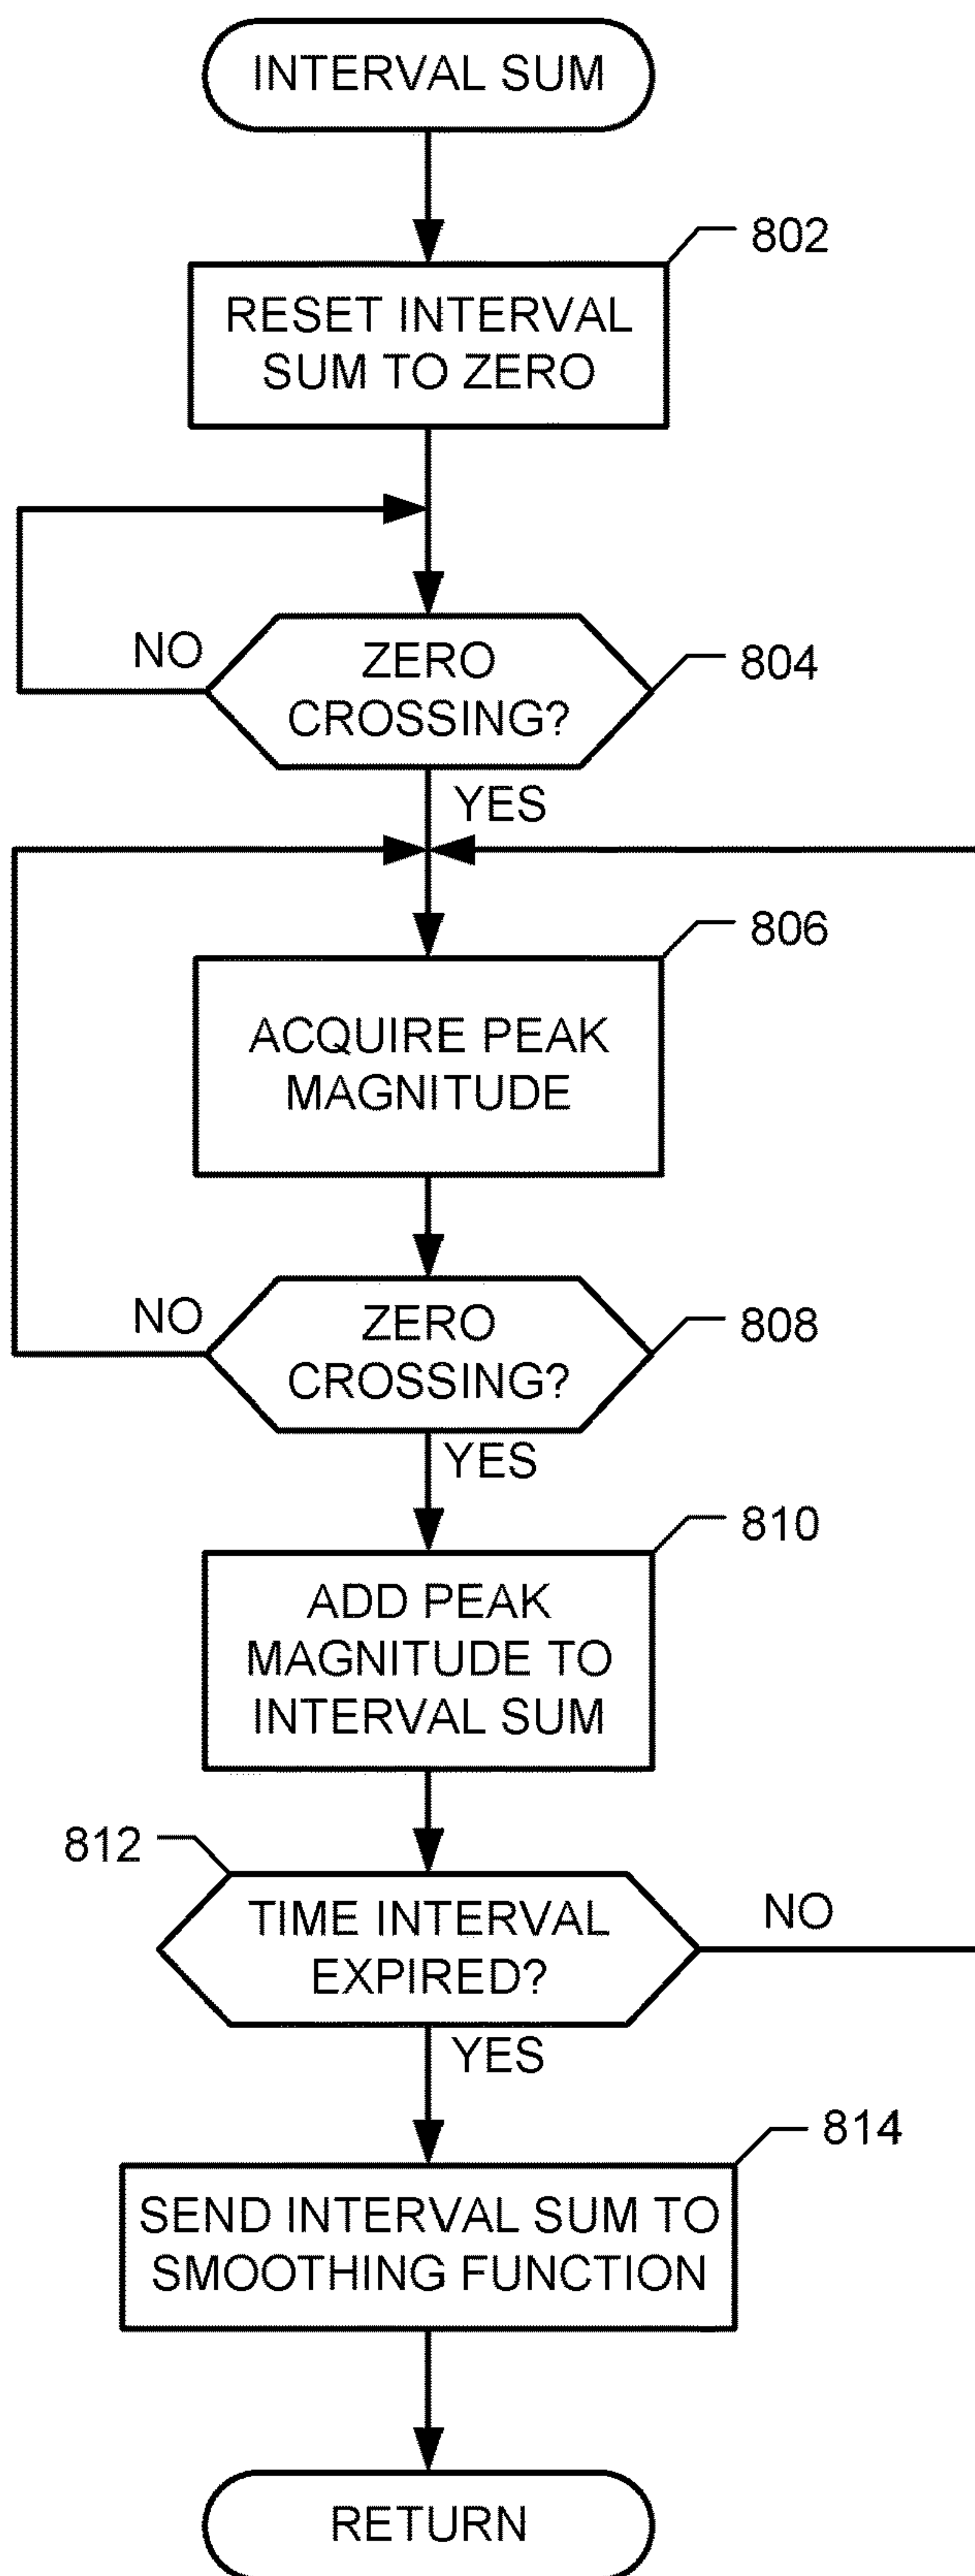 INTERVAL SUM
802
RESET INTERVAL
SUM TO ZERO
NO
ZERO
CROSSING?
804
YES
806
ACQUIRE PEAK
MAGNITUDE
NO
ZERO
CROSSING?
808
YES
810
ADD PEAK
MAGNITUDE TO
INTERVAL SUM
812
TIME INTERVAL
EXPIRED?
NO
YES
814
SEND INTERVAL SUM TO
SMOOTHING FUNCTION
RETURN